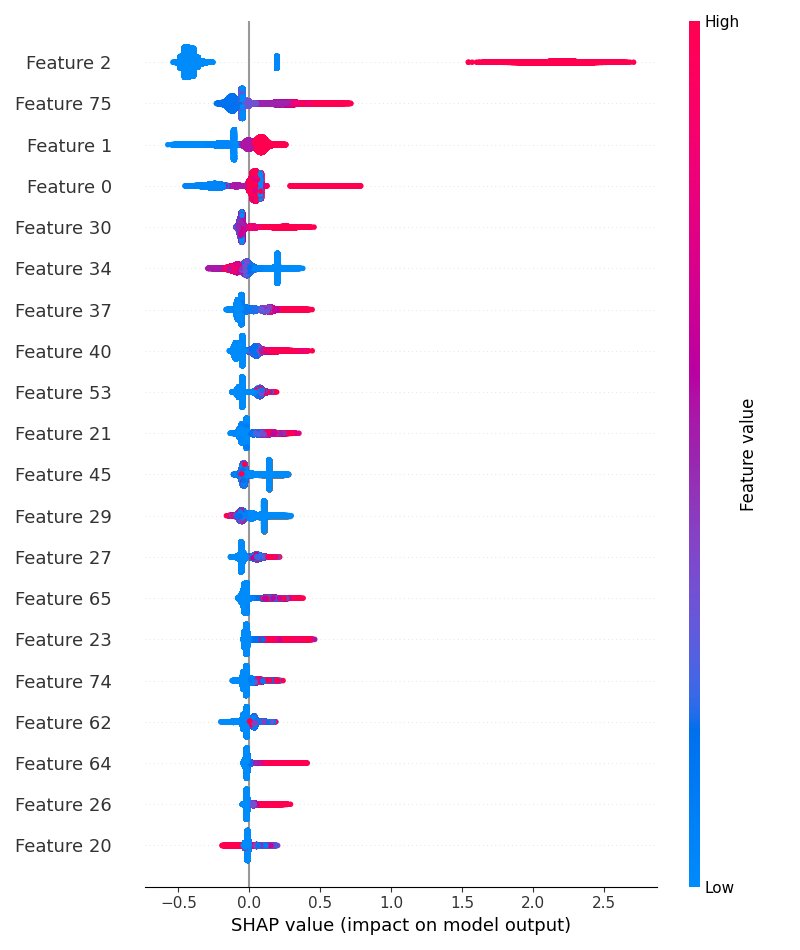 High
Feature 2
Feature 75
Feature 1
Feature 0
Feature 30
Feature 34
Feature 37
Feature 40
Feature 53
Feature 21
Feature 45
Feature 29
Feature 27
Feature 65
Feature 23
Feature 74
Feature 62
Feature 64
Feature 26
Feature 20
Feature value
Low
−0.5 0.0 0.5 1.0 1.5 2.0 2.5
SHAP value (impact on model output)